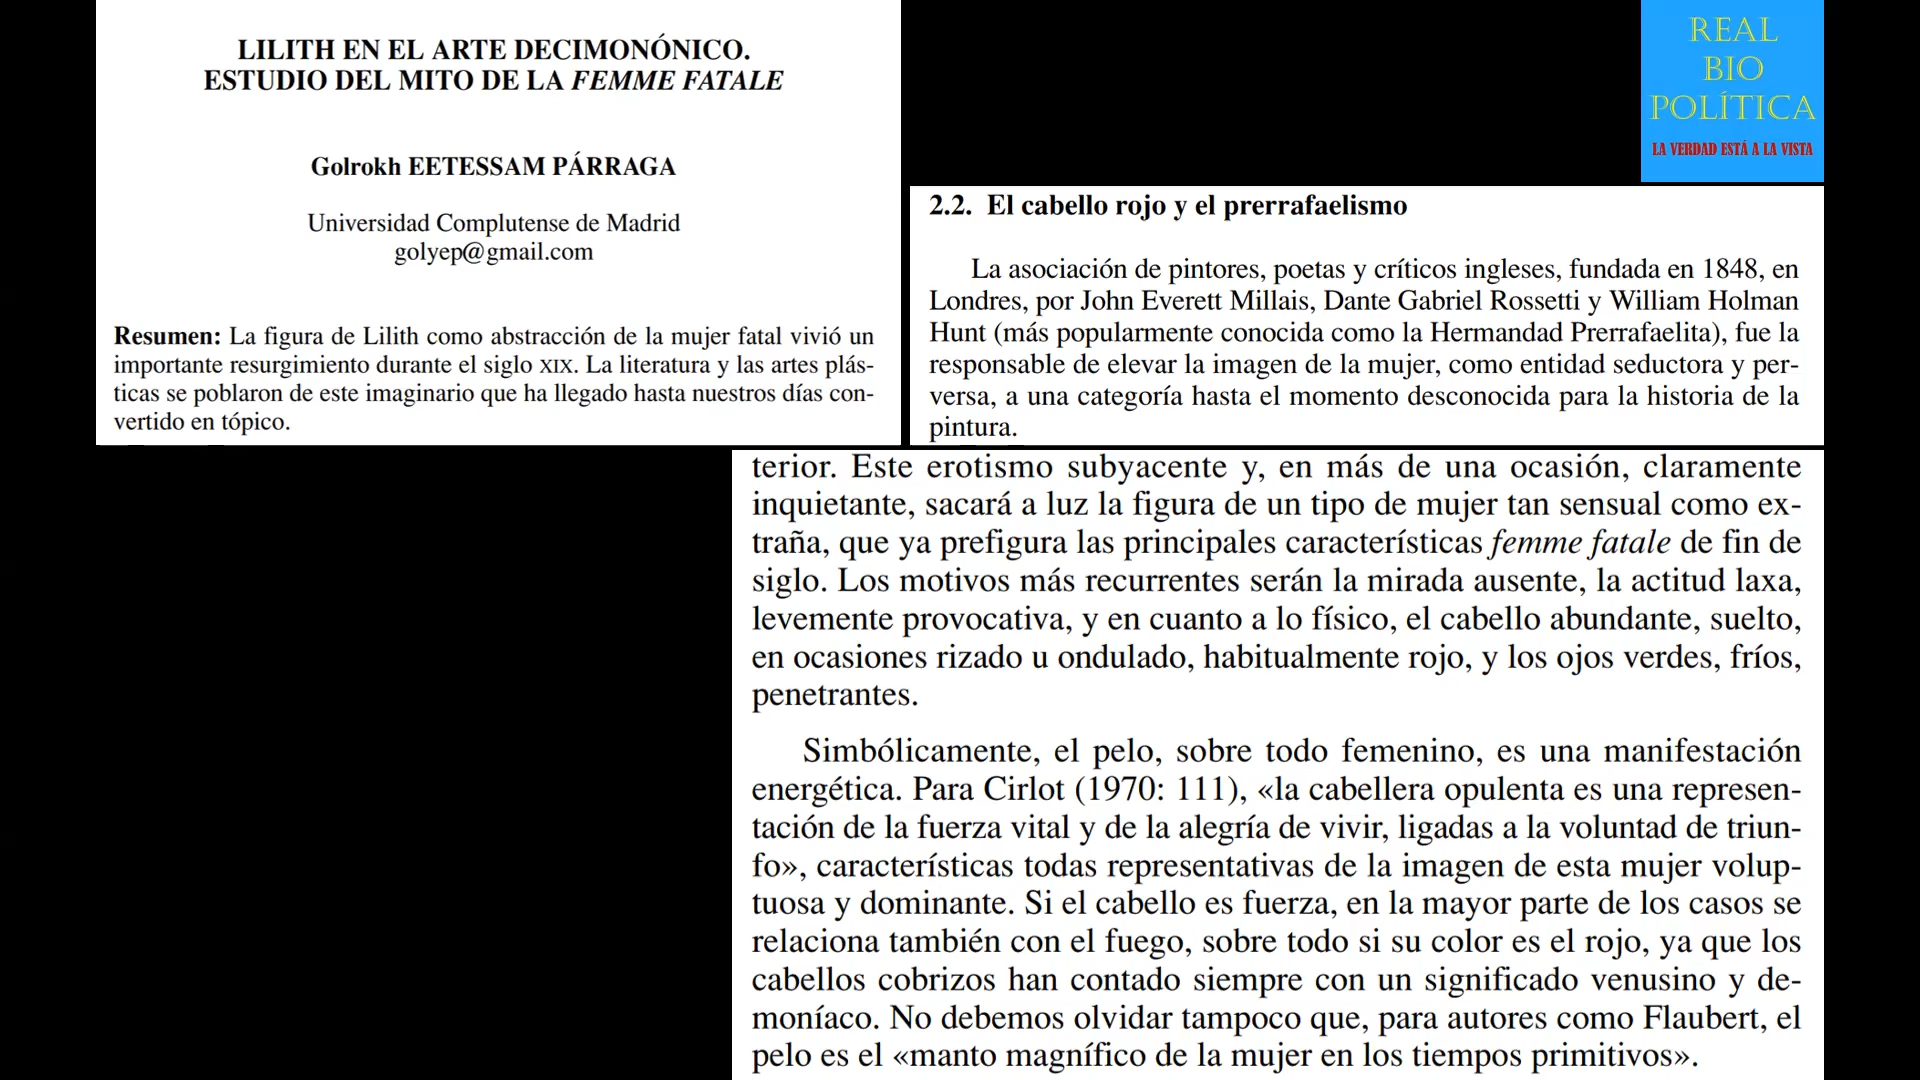 LILITH EN EL ARTE DECIMONÓNICO.
ESTUDIO DEL MITO DE LA FEMME FATALE
Golrokh EETESSAM PÁRRAGA
Universidad Complutense de Madrid
golyep@gmail.com
Resumen: La figura de Lilith como abstracción de la mujer fatal vivió un
importante resurgimiento durante el siglo XIX. La literatura y las artes plás-
ticas se poblaron de este imaginario que ha llegado hasta nuestros días con-
vertido en tópico.
REAL
BIO
POLÍTICA
LA VERDAD ESTÁ A LA VISTA
2.2. El cabello rojo y el prerrafaelismo
La asociación de pintores, poetas y críticos ingleses, fundada en 1848, en
Londres, por John Everett Millais, Dante Gabriel Rossetti y William Holman
Hunt (más popularmente conocida como la Hermandad Prerrafaelita), fue la
responsable de elevar la imagen de la mujer, como entidad seductora y per-
versa, a una categoría hasta el momento desconocida para la historia de la
pintura.
terior. Este erotismo subyacente y, en más de una ocasión, claramente
inquietante, sacará a luz la figura de un tipo de mujer tan sensual como ex-
traña, que ya prefigura las principales características femme fatale de fin de
siglo. Los motivos más recurrentes serán la mirada ausente, la actitud laxa,
levemente provocativa, y en cuanto a lo físico, el cabello abundante, suelto,
en ocasiones rizado u ondulado, habitualmente rojo, y los ojos verdes, fríos,
penetrantes.
Simbólicamente, el pelo, sobre todo femenino, es una manifestación
energética. Para Cirlot (1970: 111), «la cabellera opulenta es una represen-
tación de la fuerza vital y de la alegría de vivir, ligadas a la voluntad de triun-
fo», características todas representativas de la imagen de esta mujer volup-
tuosa y dominante. Si el cabello es fuerza, en la mayor parte de los casos se
relaciona también con el fuego, sobre todo si su color es el rojo, ya que los
cabellos cobrizos han contado siempre con un significado venusino y de-
moníaco. No debemos olvidar tampoco que, para autores como Flaubert, el
pelo es el «manto magnífico de la mujer en los tiempos primitivos».